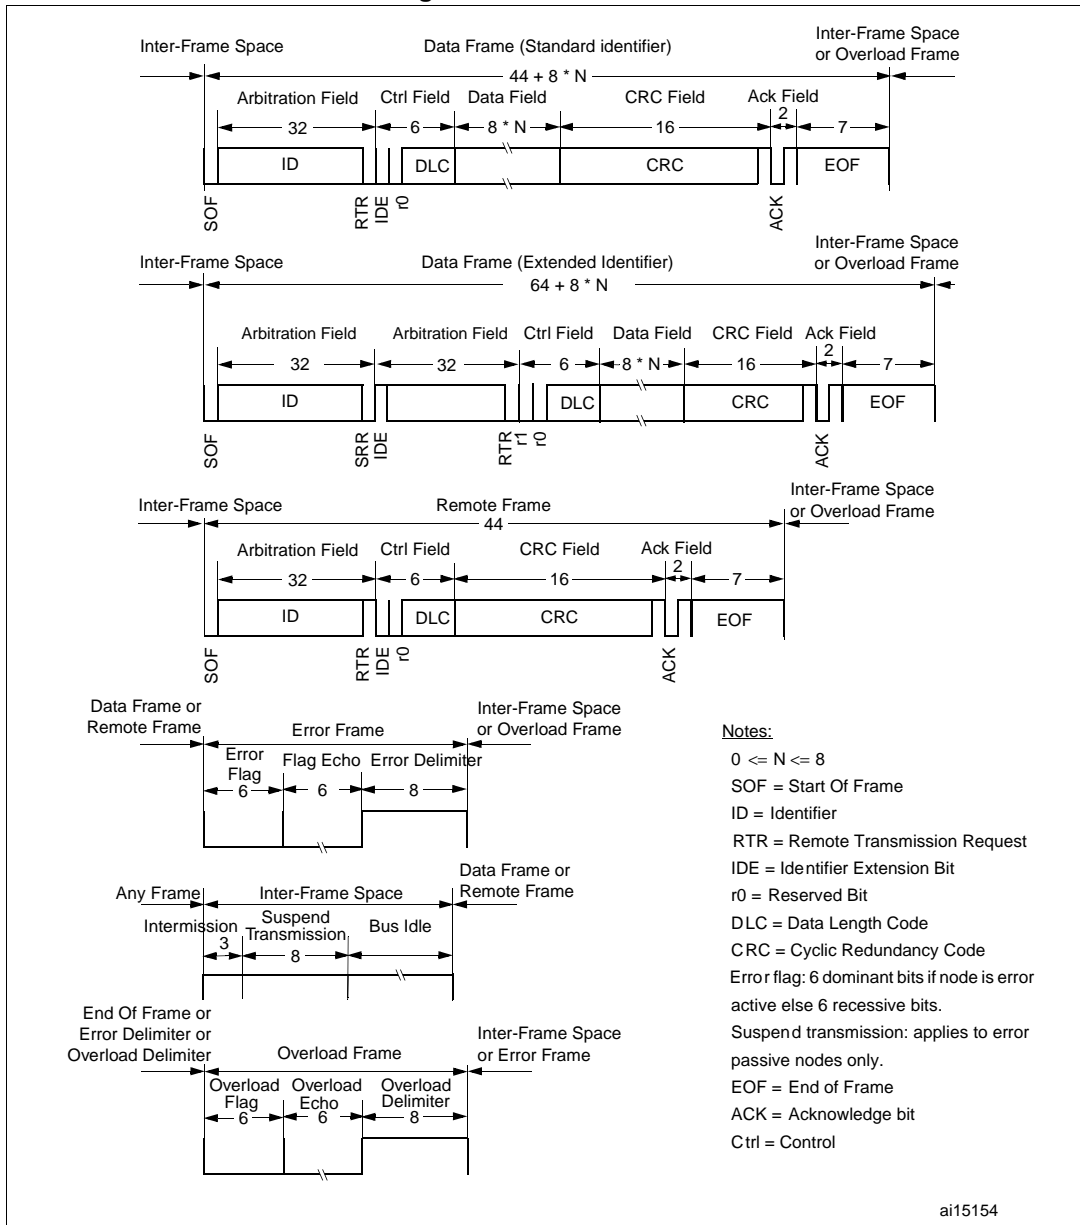 Inter-Frame Space
Data Frame (Standard identifier)
Inter-Frame Space
or Overload Frame
44 + 8 * N
Arbitration Field
Ctrl Field
Data Field
CRC Field
Ack Field
32
6
8 * N
16
2
7
ID
DLC
CRC
EOF
SOF
RTR
IDE
r0
ACK
Inter-Frame Space
Data Frame (Extended Identifier)
Inter-Frame Space
or Overload Frame
64 + 8 * N
Arbitration Field
Arbitration Field
Ctrl Field
Data Field
CRC Field
Ack Field
32
32
6
8 * N
16
2
7
ID
DLC
CRC
EOF
SOF
SRR
IDE
RTR
r1
r0
ACK
Inter-Frame Space
Remote Frame
Inter-Frame Space
or Overload Frame
44
Arbitration Field
Ctrl Field
CRC Field
Ack Field
32
6
16
2
7
ID
DLC
CRC
EOF
SOF
RTR
IDE
r0
ACK
Data Frame or
Remote Frame
Error Frame
Inter-Frame Space
or Overload Frame
Error
Flag
Flag Echo
Error Delimiter
6
6
8
Any Frame
Inter-Frame Space
Data Frame or
Remote Frame
Intermission
3
Suspend
Transmission
8
Bus Idle
End Of Frame or
Error Delimiter or
Overload Delimiter
Overload Frame
Inter-Frame Space
or Error Frame
Overload
Flag
Overload
Echo
Overload
Delimiter
6
6
8
Notes:
0 <= N <= 8
SOF = Start Of Frame
ID = Identifier
RTR = Remote Transmission Request
IDE = Identifier Extension Bit
r0 = Reserved Bit
DLC = Data Length Code
CRC = Cyclic Redundancy Code
Error flag: 6 dominant bits if node is error
active else 6 recessive bits.
Suspend transmission: applies to error
passive nodes only.
EOF = End of Frame
ACK = Acknowledge bit
Ctrl = Control
ai15154